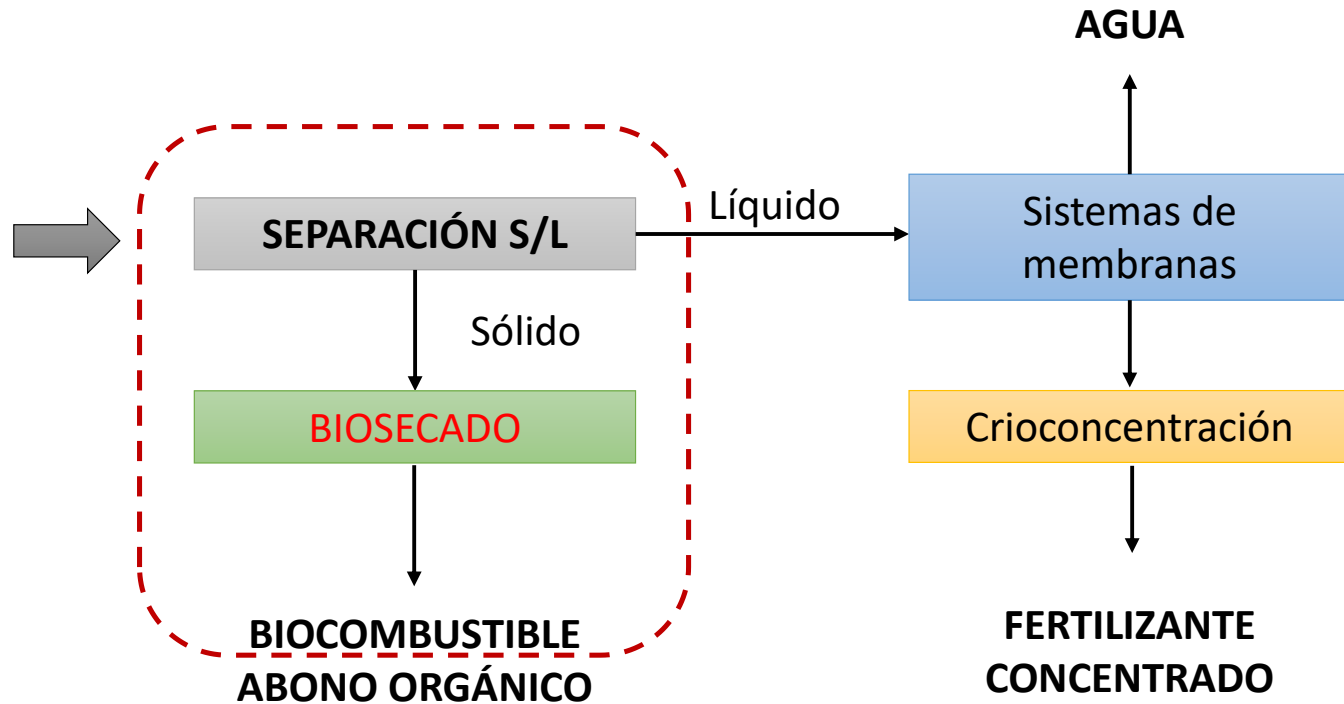 AGUA
SEPARACIÓN S/L
Líquido
Sistemas de
membranas
Sólido
BIOSECADO
Crioconcentración
BIOCOMBUSTIBLE
ABONO ORGÁNICO
FERTILIZANTE
CONCENTRADO